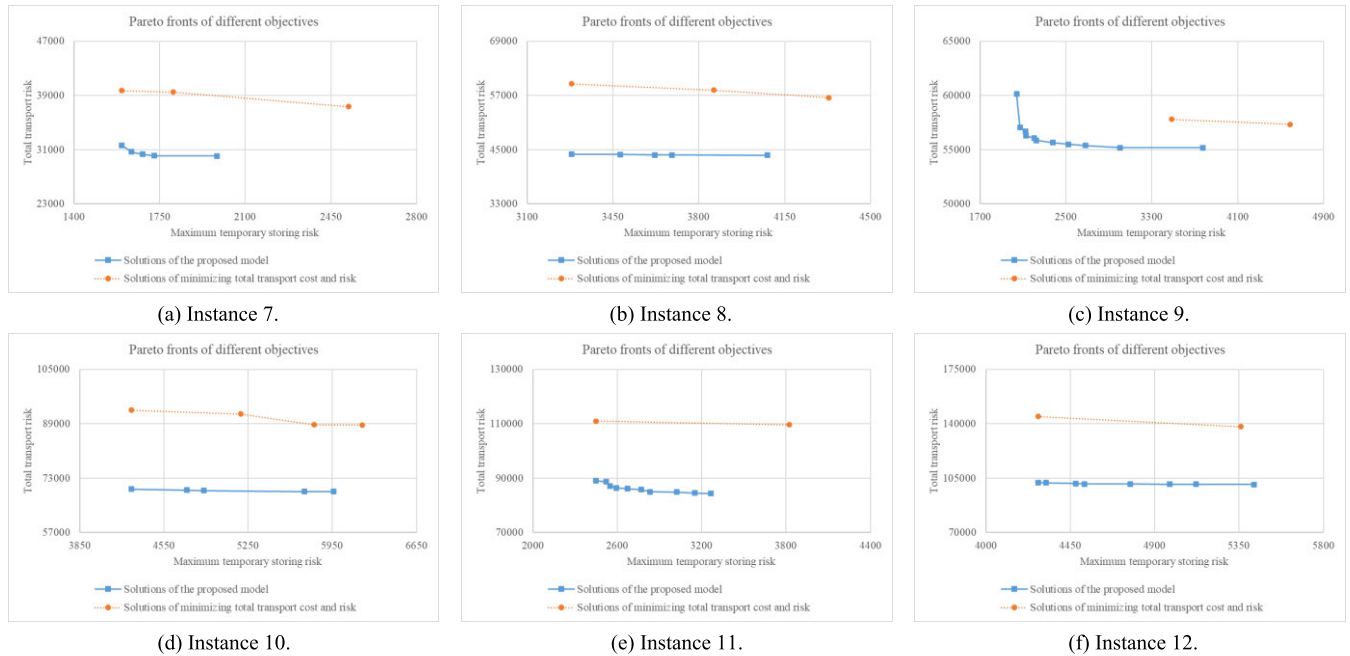 Pareto fronts of different objectives
47000
39000
31000
23000
Total transport risk
1400 1750 2100 2450 2800
Maximum temporary storing risk
Solutions of the proposed model
Solutions of minimizing total transport cost and risk
(a) Instance 7.
Pareto fronts of different objectives
69000
57000
45000
33000
Total transport risk
3100 3450 3800 4150 4500
Maximum temporary storing risk
Solutions of the proposed model
Solutions of minimizing total transport cost and risk
(b) Instance 8.
Pareto fronts of different objectives
65000
60000
55000
50000
Total transport risk
1700 2500 3300 4100 4900
Maximum temporary storing risk
Solutions of the proposed model
Solutions of minimizing total transport cost and risk
(c) Instance 9.
Pareto fronts of different objectives
105000
89000
73000
57000
Total transport risk
3850 4550 5250 5950 6650
Maximum temporary storing risk
Solutions of the proposed model
Solutions of minimizing total transport cost and risk
(d) Instance 10.
Pareto fronts of different objectives
130000
110000
90000
70000
Total transport risk
2000 2600 3200 3800 4400
Maximum temporary storing risk
Solutions of the proposed model
Solutions of minimizing total transport cost and risk
(e) Instance 11.
Pareto fronts of different objectives
175000
140000
105000
70000
Total transport risk
4000 4450 4900 5350 5800
Maximum temporary storing risk
Solutions of the proposed model
Solutions of minimizing total transport cost and risk
(f) Instance 12.